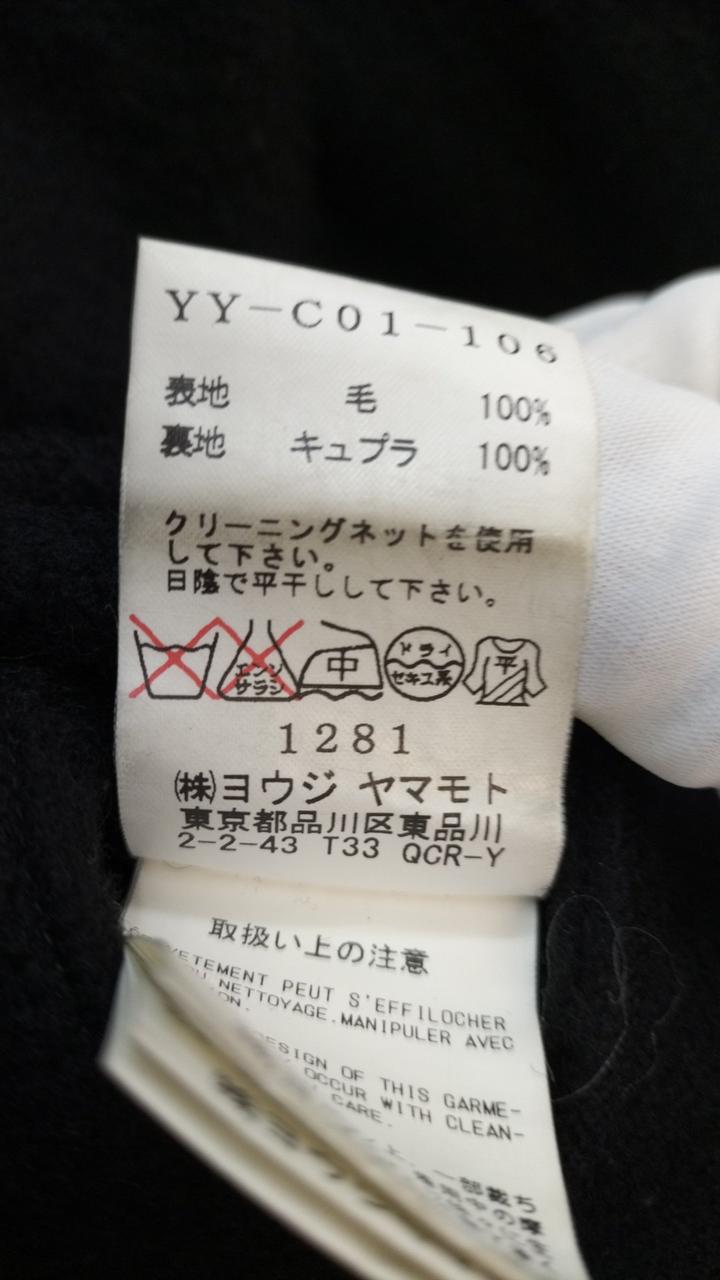 YY-C01-106
表地 毛 100%
裏地 キュプラ 100%
クリーニングネットを使用
して下さい。
日陰で平干しして下さい。
エンソ
サラシ
中
ドライ
セキユ系
平
1281
㈱ヨウジ ヤマモト
東京都品川区東品川
2-2-43 T33 QCR-Y
取扱い上の注意
VETEMENT PEUT S'EFFILOCHER
NETTOYAGE.MANIPULER AVEC
DESIGN OF THIS GARME-
OCCUR WITH CLEAN-
CARE.
一部裁ち